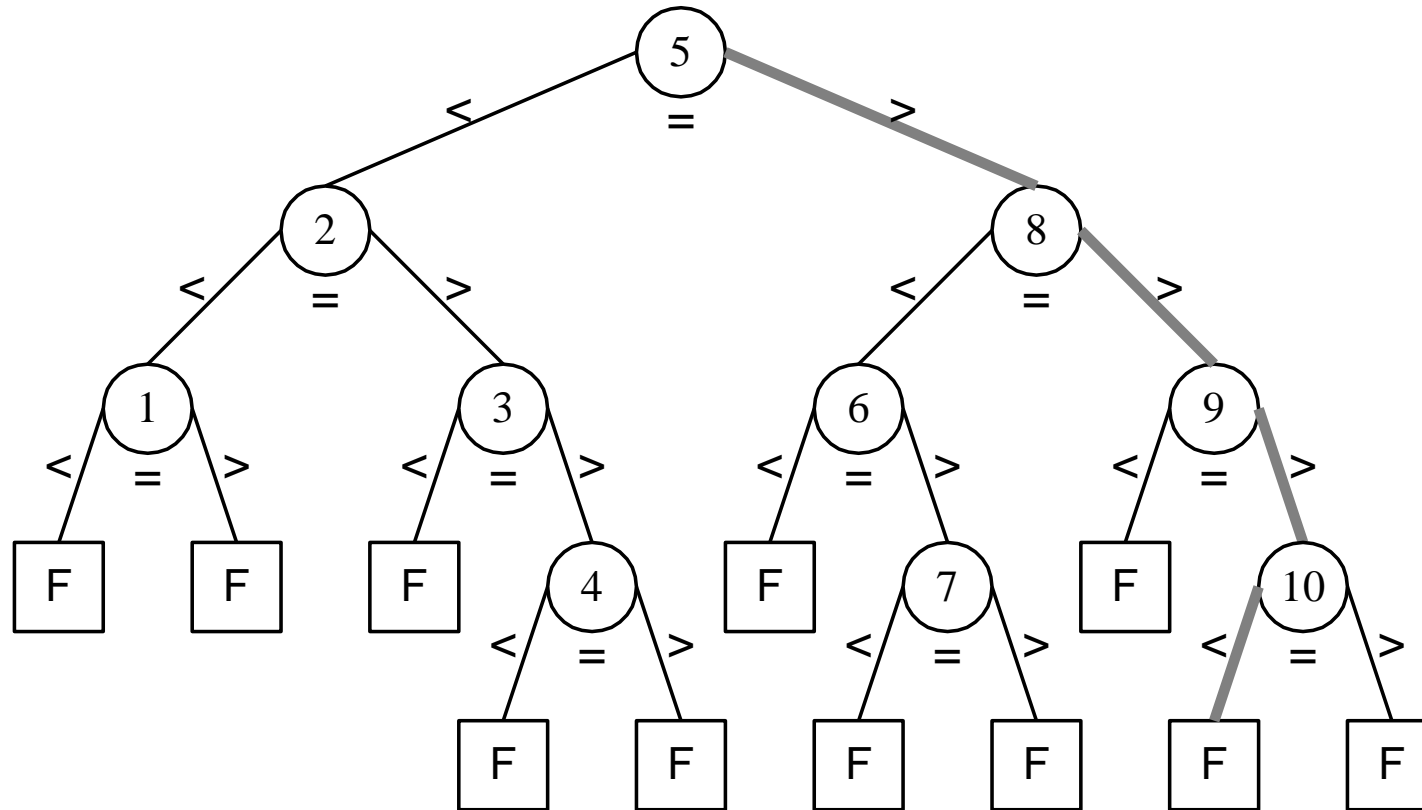 5
< = >
2 8
< = > < = >
1 3 6 9
< = > < = > < = > < = >
F F F 4 F 7 F 10
< = > < = > < = >
F F F F F F